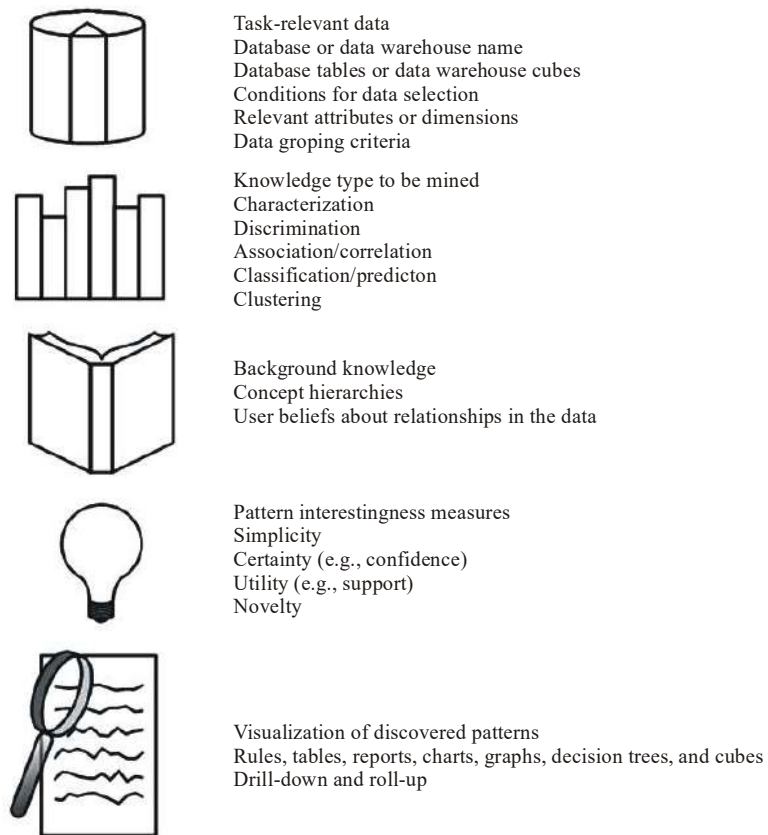 Task-relevant data
Database or data warehouse name
Database tables or data warehouse cubes
Conditions for data selection
Relevant attributes or dimensions
Data groping criteria
Knowledge type to be mined
Characterization
Discrimination
Association/correlation
Classification/predicton
Clustering
Background knowledge
Concept hierarchies
User beliefs about relationships in the data
Pattern interestingness measures
Simplicity
Certainty (e.g., confidence)
Utility (e.g., support)
Novelty
Visualization of discovered patterns
Rules, tables, reports, charts, graphs, decision trees, and cubes
Drill-down and roll-up